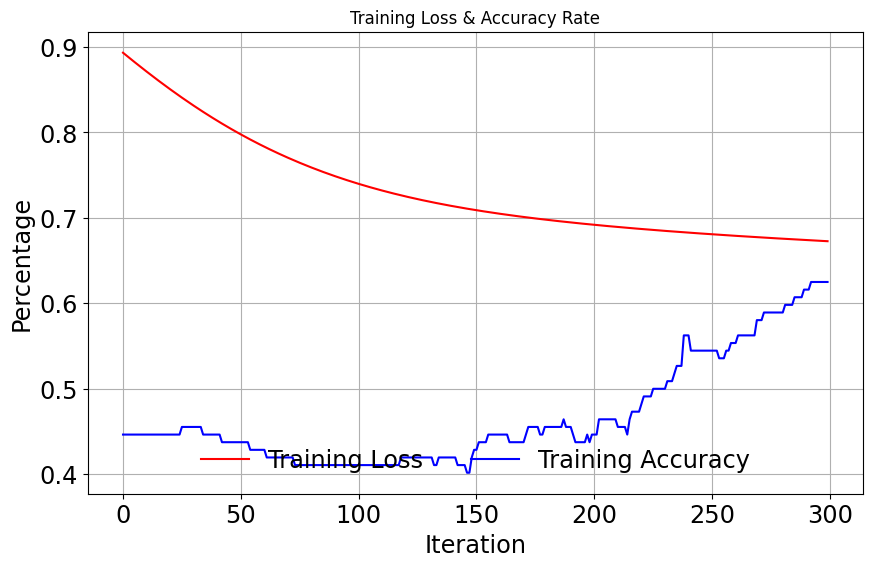 Training Loss & Accuracy Rate
0.9
0.8
0.7
0.6
0.5
0.4
Percentage
Training Loss Training Accuracy
0 50 100 150 200 250 300
Iteration